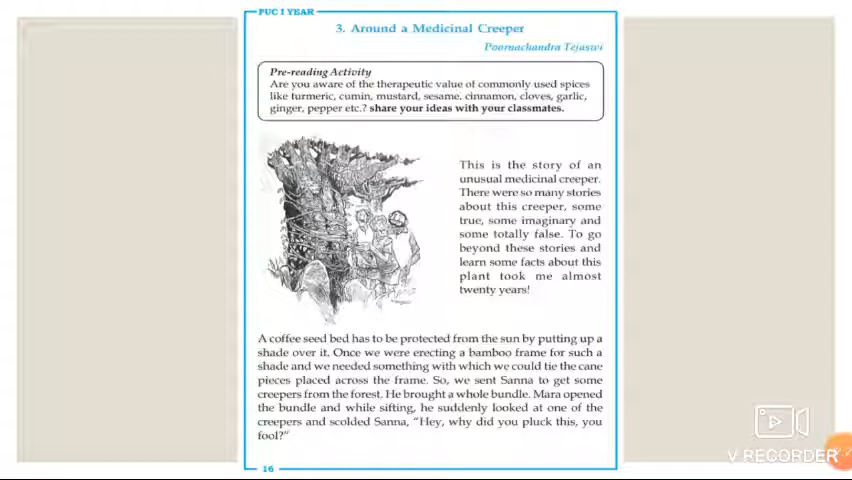 PUC I YEAR
3. Around a Medicinal Creeper
Poornachandra Tejaswi
Pre-reading Activity
Are you aware of the therapeutic value of commonly used spices
like turmeric, cumin, mustard, sesame. cinnamon, cloves, garlic,
ginger, pepper etc.? share your ideas with your classmates.
This is the story of an
unusual medicinal creeper.
There were so many stories
about this creeper, some
true, some imaginary and
some totally false. To go
beyond these stories and
learn some facts about this
plant took me almost
twenty years!
A coffee seed bed has to be protected from the sun by putting up a
shade over it. Once we were erecting a bamboo frame for such a
shade and we needed something with which we could tie the cane
pieces placed across the frame. So, we sent Sanna to get some
creepers from the forest. He brought a whole bundle. Mara opened
the bundle and while sifting, he suddenly looked at one of the
creepers and scolded Sanna, "Hey, why did you pluck this, you
fool?"
16
V RECORDER